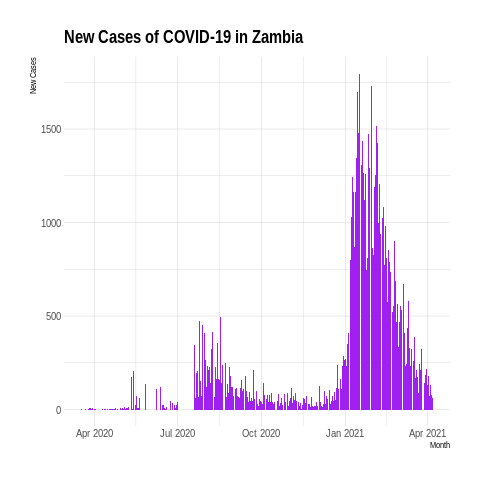 New Cases of COVID-19 in Zambia
New Cases
1500
1000
500
0
Apr 2020 Jul 2020 Oct 2020 Jan 2021 Apr 2021
Month